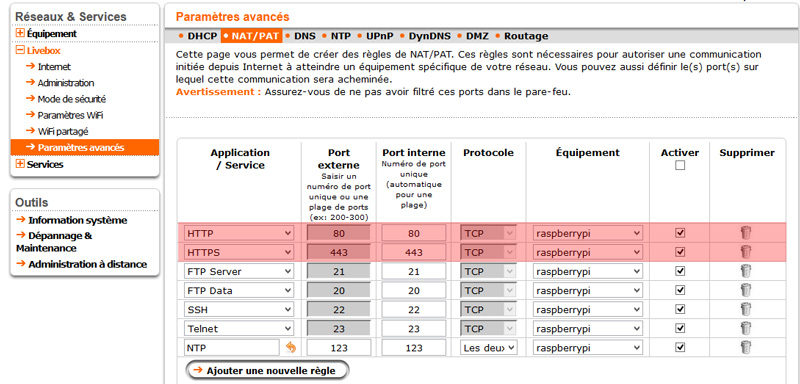 Réseaux & Services
Équipement
Livebox
Internet
Administration
Mode de sécurité
Paramètres WiFi
WiFi partagé
Paramètres avancés
Services
Outils
Information système
Dépannage &
Maintenance
Administration à distance
Paramètres avancés
DHCP NAT/PAT DNS NTP UPnP DynDNS DMZ Routage
Cette page vous permet de créer des règles de NAT/PAT. Ces règles sont nécessaires pour autoriser une communication
initiée depuis Internet à atteindre un équipement spécifique de votre réseau. Vous pouvez aussi définir le(s) port(s) sur
lequel cette communication sera acheminée.
Avertissement : Assurez-vous de ne pas avoir filtré ces ports dans le pare-feu.
Application
/ Service
Port
externe
Saisir un
numéro de port
unique ou une
plage de ports
(ex: 200-300)
Port interne
Numéro de port
unique
(automatique
pour une
plage)
Protocole
Équipement
Activer
Supprimer
HTTP 80 80 TCP raspberrypi
HTTPS 443 443 TCP raspberrypi
FTP Server 21 21 TCP raspberrypi
FTP Data 20 20 TCP raspberrypi
SSH 22 22 TCP raspberrypi
Telnet 23 23 TCP raspberrypi
NTP 123 123 Les deux raspberrypi
Ajouter une nouvelle règle